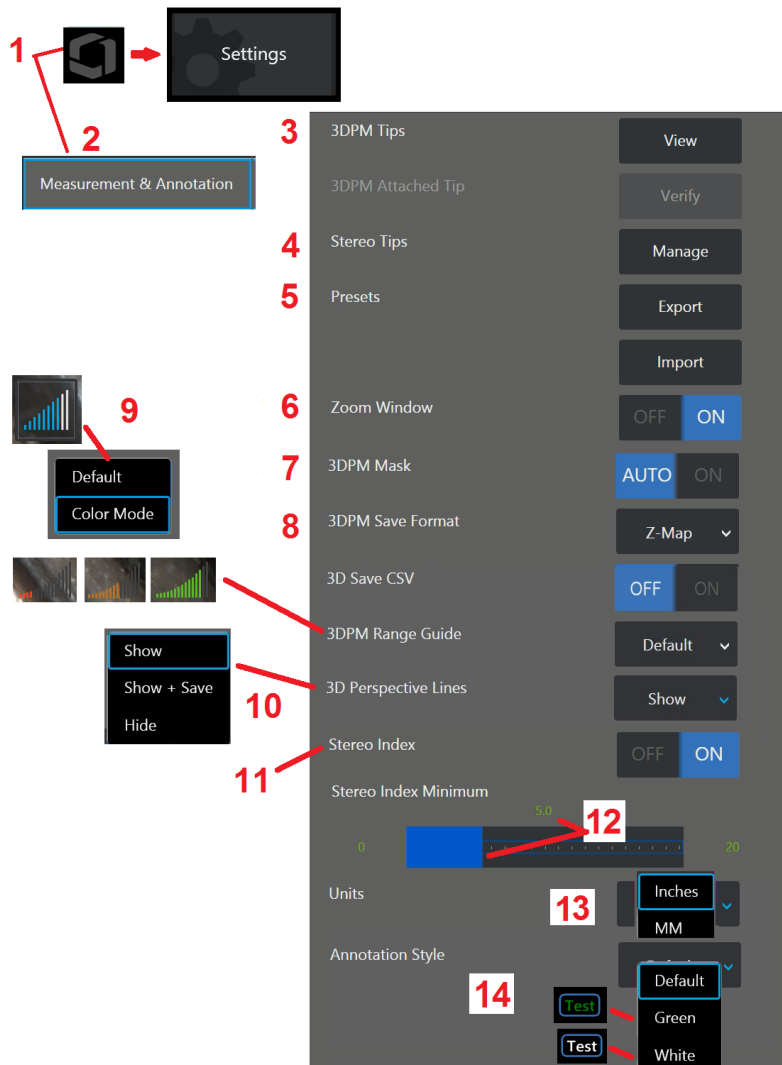 1
Settings
2
Measurement & Annotation
3
3DPM Tips
View
3DPM Attached Tip
Verify
4
Stereo Tips
Manage
5
Presets
Export
Import
6
Zoom Window
OFF
ON
7
3DPM Mask
AUTO
ON
8
3DPM Save Format
Z-Map
9
Default
Color Mode
3D Save CSV
OFF
ON
3DPM Range Guide
Default
Show
Show + Save
Hide
10
3D Perspective Lines
Show
11
Stereo Index
OFF
ON
Stereo Index Minimum
5.0
12
0
20
Units
13
Inches
MM
Annotation Style
14
Default
Green
White
Test
Test